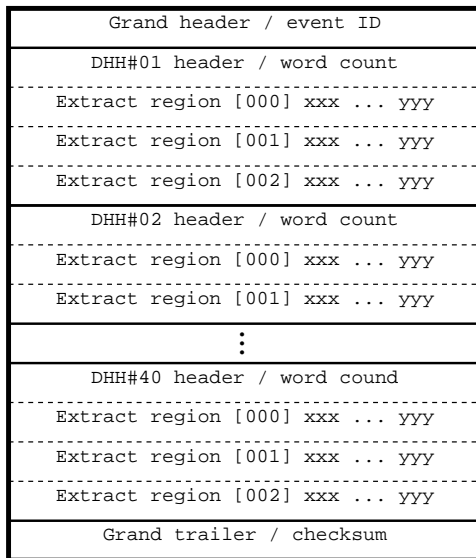 Grand header / event ID
DHH#01 header / word count
Extract region [000] xxx ... yyy
Extract region [001] xxx ... yyy
Extract region [002] xxx ... yyy
DHH#02 header / word count
Extract region [000] xxx ... yyy
Extract region [001] xxx ... yyy
⋮
DHH#40 header / word cound
Extract region [000] xxx ... yyy
Extract region [001] xxx ... yyy
Extract region [002] xxx ... yyy
Grand trailer / checksum